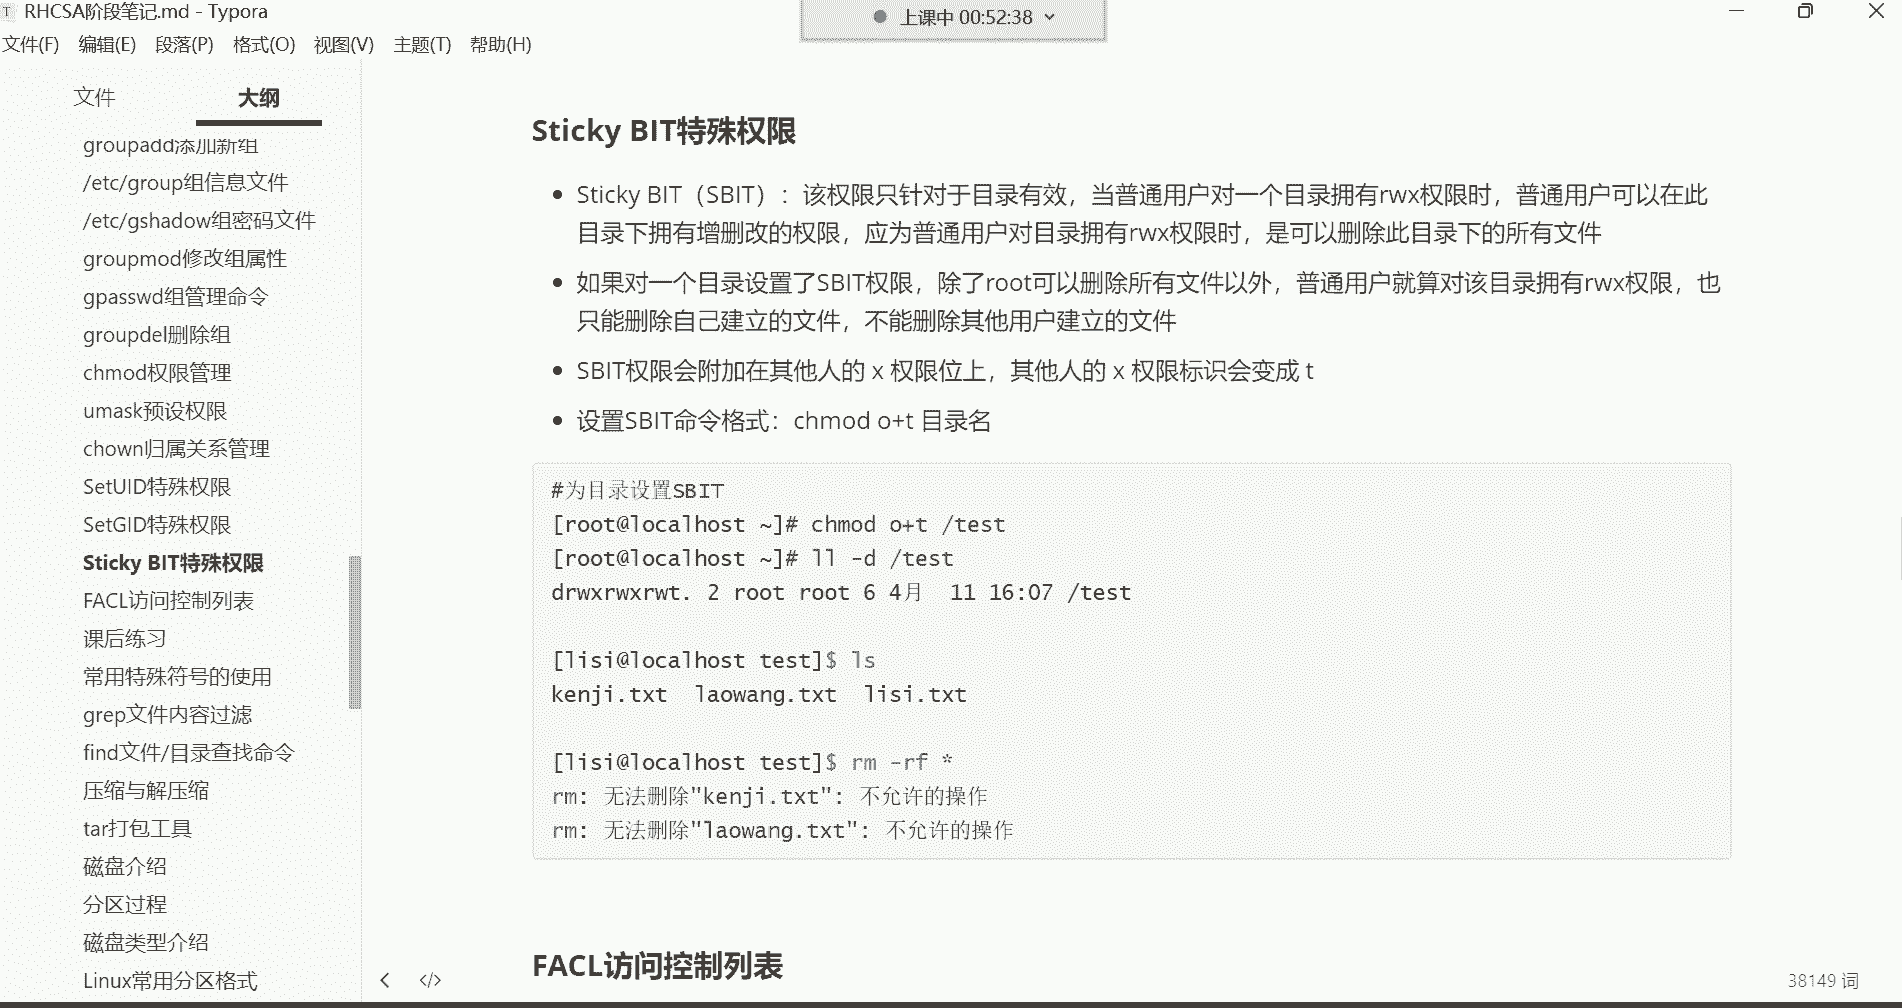 RHCSA阶段笔记.md - Typora
上课中 00:52:38
文件(F) 编辑(E) 段落(P) 格式(O) 视图(V) 主题(T) 帮助(H)
文件 大纲
groupadd添加新组
/etc/group组信息文件
/etc/gshadow组密码文件
groupmod修改组属性
gpasswd组管理命令
groupdel删除组
chmod权限管理
umask预设权限
chown归属关系管理
SetUID特殊权限
SetGID特殊权限
Sticky BIT特殊权限
FACL访问控制列表
课后练习
常用特殊符号的使用
grep文件内容过滤
find文件/目录查找命令
压缩与解压缩
tar打包工具
磁盘介绍
分区过程
磁盘类型介绍
Linux常用分区格式
Sticky BIT特殊权限
Sticky BIT（SBIT）：该权限只针对于目录有效，当普通用户对一个目录拥有rwx权限时，普通用户可以在此
目录下拥有增删改的权限，应为普通用户对目录拥有rwx权限时，是可以删除此目录下的所有文件
如果对一个目录设置了SBIT权限，除了root可以删除所有文件以外，普通用户就算对该目录拥有rwx权限，也
只能删除自己建立的文件，不能删除其他用户建立的文件
SBIT权限会附加在其他人的 x 权限位上，其他人的 x 权限标识会变成 t
设置SBIT命令格式：chmod o+t 目录名
#为目录设置SBIT
[root@localhost ~]# chmod o+t /test
[root@localhost ~]# ll -d /test
drwxrwxrwt. 2 root root 6 4月  11 16:07 /test
[lisi@localhost test]$ ls
kenji.txt  laowang.txt  lisi.txt
[lisi@localhost test]$ rm -rf *
rm: 无法删除"kenji.txt": 不允许的操作
rm: 无法删除"laowang.txt": 不允许的操作
FACL访问控制列表
38149 词